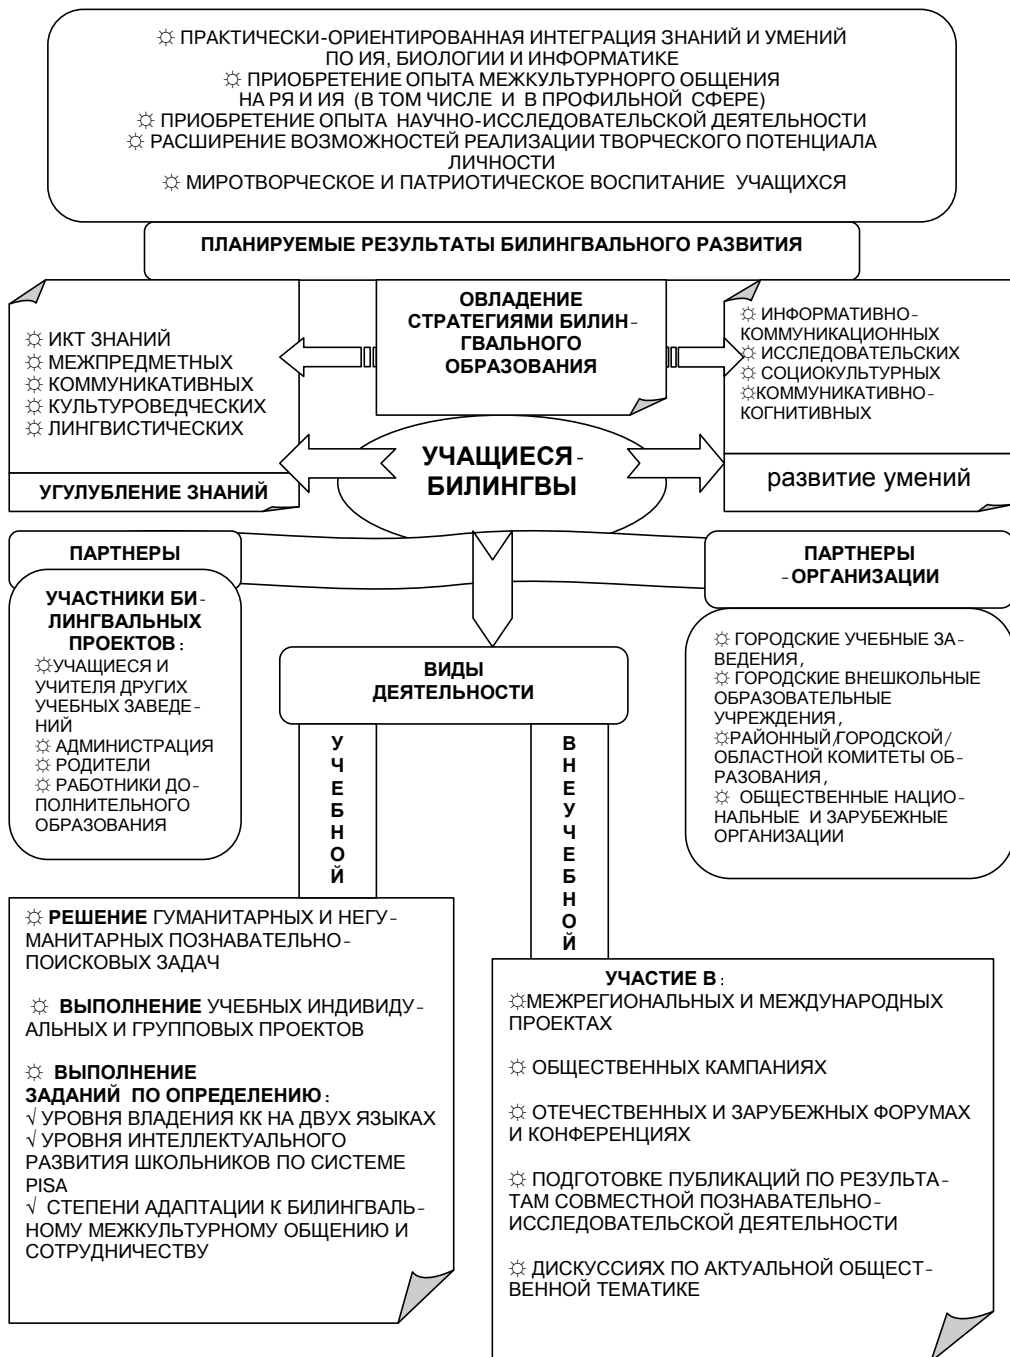 ☼ ПРАКТИЧЕСКИ-ОРИЕНТИРОВАННАЯ ИНТЕГРАЦИЯ ЗНАНИЙ И УМЕНИЙ
ПО ИЯ, БИОЛОГИИ И ИНФОРМАТИКЕ
☼ ПРИОБРЕТЕНИЕ ОПЫТА МЕЖКУЛЬТУРНОРГО ОБЩЕНИЯ
НА РЯ И ИЯ (В ТОМ ЧИСЛЕ И В ПРОФИЛЬНОЙ СФЕРЕ)
☼ ПРИОБРЕТЕНИЕ ОПЫТА НАУЧНО-ИССЛЕДОВАТЕЛЬСКОЙ ДЕЯТЕЛЬНОСТИ
☼ РАСШИРЕНИЕ ВОЗМОЖНОСТЕЙ РЕАЛИЗАЦИИ ТВОРЧЕСКОГО ПОТЕНЦИАЛА
ЛИЧНОСТИ
☼ МИРОТВОРЧЕСКОЕ И ПАТРИОТИЧЕСКОЕ ВОСПИТАНИЕ УЧАЩИХСЯ
ПЛАНИРУЕМЫЕ РЕЗУЛЬТАТЫ БИЛИНГВАЛЬНОГО РАЗВИТИЯ
☼ ИКТ ЗНАНИЙ
☼ МЕЖПРЕДМЕТНЫХ
☼ КОММУНИКАТИВНЫХ
☼ КУЛЬТУРОВЕДЧЕСКИХ
☼ ЛИНГВИСТИЧЕСКИХ
УГУЛУБЛЕНИЕ ЗНАНИЙ
ОВЛАДЕНИЕ
СТРАТЕГИЯМИ БИЛИН-
ГВАЛЬНОГО
ОБРАЗОВАНИЯ
☼ ИНФОРМАТИВНО-
КОММУНИКАЦИОННЫХ
☼ ИССЛЕДОВАТЕЛЬСКИХ
☼ СОЦИОКУЛЬТУРНЫХ
☼КОММУНИКАТИВНО-
КОГНИТИВНЫХ
развитие умений
УЧАЩИЕСЯ-
БИЛИНГВЫ
ПАРТНЕРЫ
УЧАСТНИКИ БИ-
ЛИНГВАЛЬНЫХ
ПРОЕКТОВ:
☼УЧАЩИЕСЯ И
УЧИТЕЛЯ ДРУГИХ
УЧЕБНЫХ ЗАВЕДЕ-
НИЙ
☼ АДМИНИСТРАЦИЯ
☼ РОДИТЕЛИ
☼ РАБОТНИКИ ДО-
ПОЛНИТЕЛЬНОГО
ОБРАЗОВАНИЯ
ПАРТНЕРЫ
-ОРГАНИЗАЦИИ
☼ ГОРОДСКИЕ УЧЕБНЫЕ ЗА-
ВЕДЕНИЯ,
☼ ГОРОДСКИЕ ВНЕШКОЛЬНЫЕ
ОБРАЗОВАТЕЛЬНЫЕ
УЧРЕЖДЕНИЯ,
☼РАЙОННЫЙ,ГОРОДСКОЙ/
ОБЛАСТНОЙ КОМИТЕТЫ ОБ-
РАЗОВАНИЯ,
☼ ОБЩЕСТВЕННЫЕ НАЦИО-
НАЛЬНЫЕ И ЗАРУБЕЖНЫЕ
ОРГАНИЗАЦИИ
ВИДЫ
ДЕЯТЕЛЬНОСТИ
УЧЕБНОЙ
ВНЕУЧЕБНОЙ
☼ РЕШЕНИЕ ГУМАНИТАРНЫХ И НЕГУ-
МАНИТАРНЫХ ПОЗНАВАТЕЛЬНО-
ПОИСКОВЫХ ЗАДАЧ
☼ ВЫПОЛНЕНИЕ УЧЕБНЫХ ИНДИВИДУ-
АЛЬНЫХ И ГРУППОВЫХ ПРОЕКТОВ
☼ ВЫПОЛНЕНИЕ
ЗАДАНИЙ ПО ОПРЕДЕЛЕНИЮ:
√ УРОВНЯ ВЛАДЕНИЯ КК НА ДВУХ ЯЗЫКАХ
√ УРОВНЯ ИНТЕЛЛЕКТУАЛЬНОГО
РАЗВИТИЯ ШКОЛЬНИКОВ ПО СИСТЕМЕ
PISA
√ СТЕПЕНИ АДАПТАЦИИ К БИЛИНГВАЛЬ-
НОМУ МЕЖКУЛЬТУРНОМУ ОБЩЕНИЮ И
СОТРУДНИЧЕСТВУ
УЧАСТИЕ В:
☼МЕЖРЕГИОНАЛЬНЫХ И МЕЖДУНАРОДНЫХ
ПРОЕКТАХ
☼ ОБЩЕСТВЕННЫХ КАМПАНИЯХ
☼ ОТЕЧЕСТВЕННЫХ И ЗАРУБЕЖНЫХ ФОРУМАХ
И КОНФЕРЕНЦИЯХ
☼ ПОДГОТОВКЕ ПУБЛИКАЦИЙ ПО РЕЗУЛЬТА-
ТАМ СОВМЕСТНОЙ ПОЗНАВАТЕЛЬНО-
ИССЛЕДОВАТЕЛЬСКОЙ ДЕЯТЕЛЬНОСТИ
☼ ДИСКУССИЯХ ПО АКТУАЛЬНОЙ ОБЩЕСТ-
ВЕННОЙ ТЕМАТИКЕ